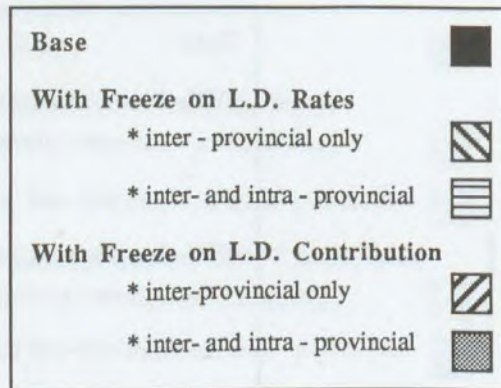 Base
With Freeze on L.D. Rates
* inter - provincial only
* inter- and intra - provincial
With Freeze on L.D. Contribution
* inter-provincial only
* inter- and intra - provincial